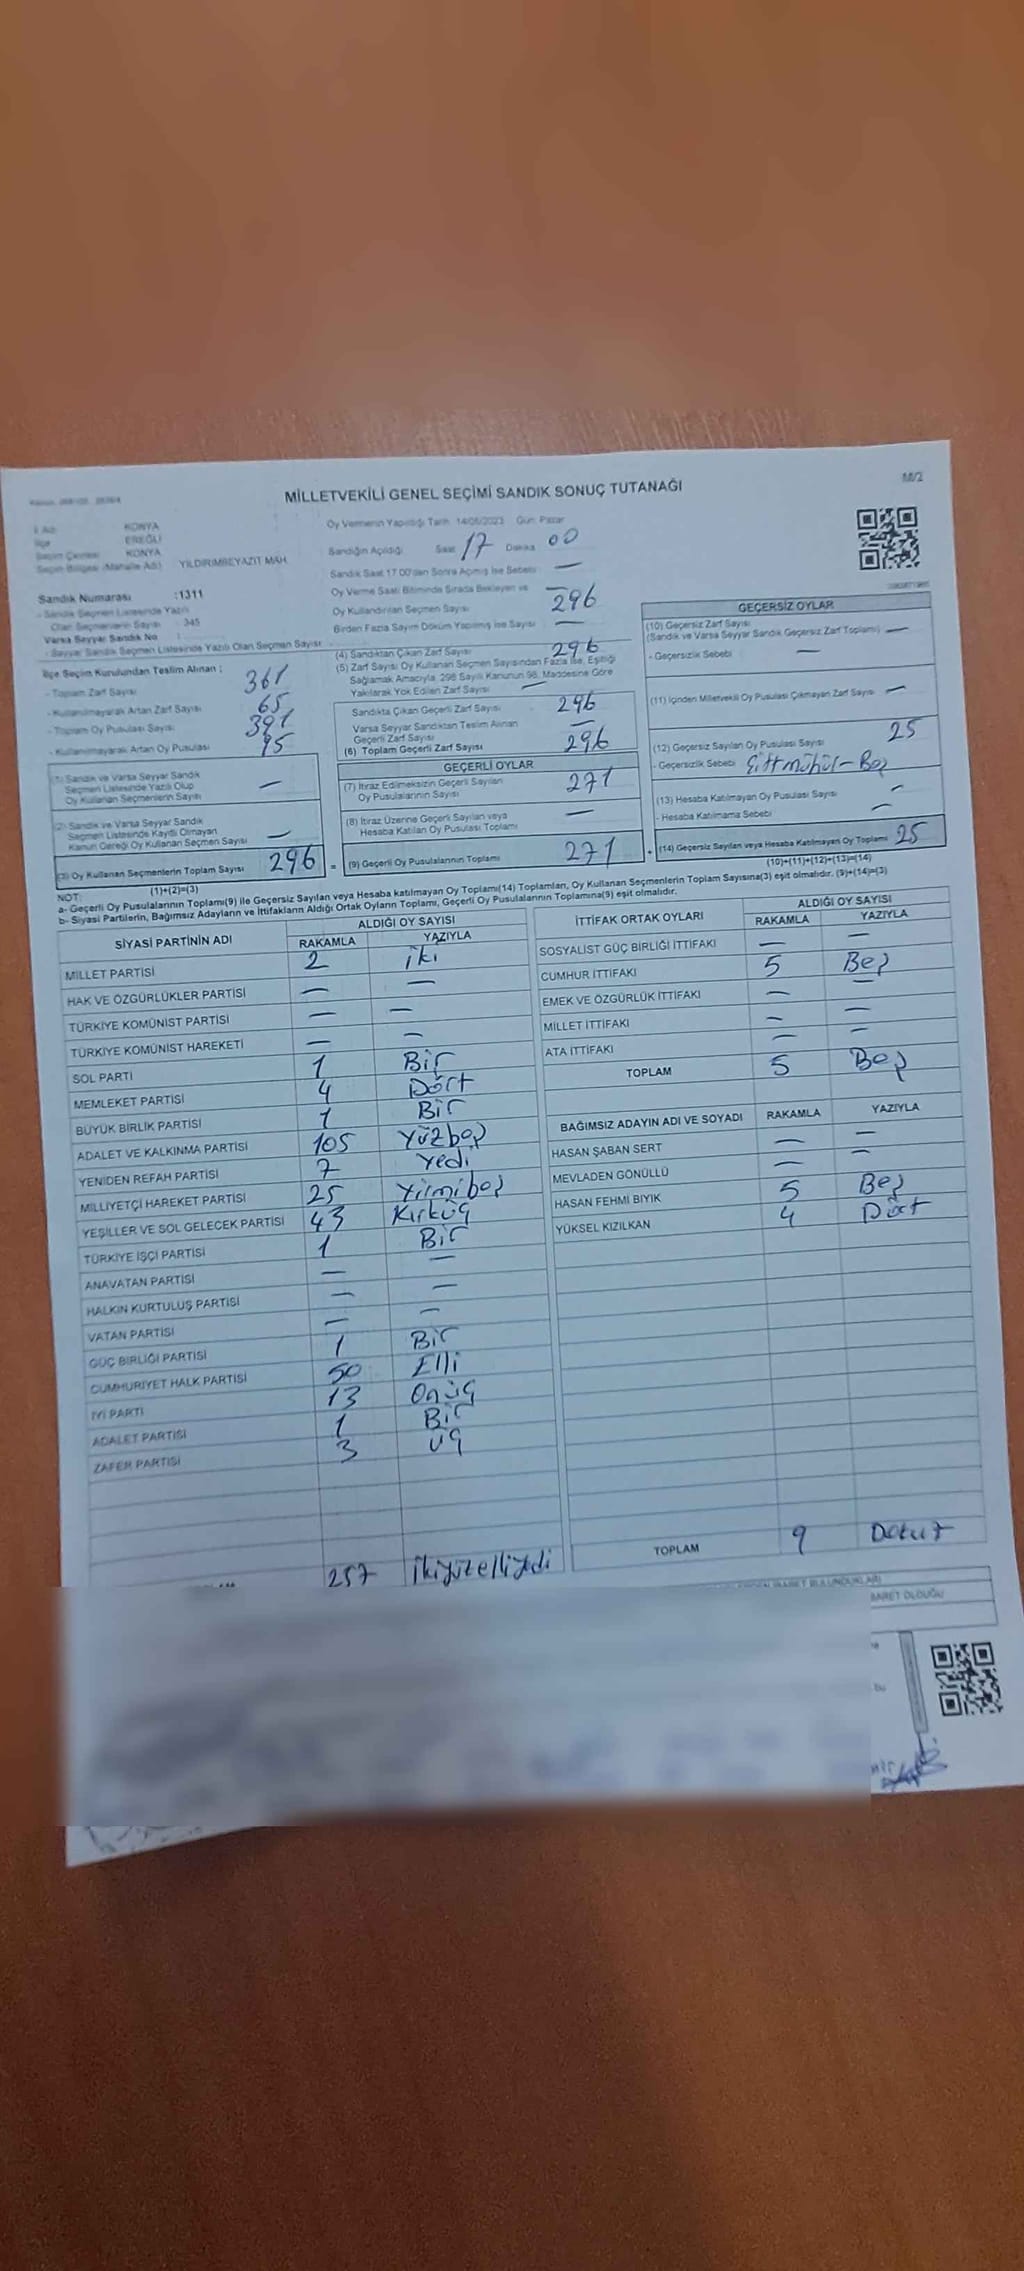 MİLLETVEKİLİ GENEL SEÇİMİ SANDIK SONUÇ TUTANAĞI
M/2
İl Adı KONYA
İlçe EREĞLİ
Seçim Çevresi KONYA
Seçim Bölgesi (Mahalle Adı) YILDIRIMBEYAZIT MAH.
Sandık Numarası :1311
- Sandık Seçmen Listesinde Yazılı
Olan Seçmenlerin Sayısı : 345
Varsa Seyyar Sandık No :
- Seyyar Sandık Seçmen Listesinde Yazılı Olan Seçmen Sayısı :
İlçe Seçim Kurulundan Teslim Alınan ;
- Toplam Zarf Sayısı 361
- Kullanılmayarak Artan Zarf Sayısı 65
- Toplam Oy Pusulası Sayısı 391
- Kullanılmayarak Artan Oy Pusulası 95
(1) Sandık ve Varsa Seyyar Sandık
Seçmen Listesinde Yazılı Olup
Oy Kullanan Seçmenlerin Sayısı —
(2) Sandık ve Varsa Seyyar Sandık
Seçmen Listesinde Kayıtlı Olmayan
Kanun Gereği Oy Kullanan Seçmen Sayısı —
(3) Oy Kullanan Seçmenlerin Toplam Sayısı 296
(1)+(2)=(3)
Oy Vermenin Yapıldığı Tarih 14/05/2023 Gün: Pazar
Sandığın Açıldığı Saat 17 Dakika 00
Sandık Saat 17:00'den Sonra Açılmış İse Sebebi —
Oy Verme Saati Bitiminde Sırada Bekleyen ve —
Oy Kullandırılan Seçmen Sayısı 296
Birden Fazla Sayım Döküm Yapılmış İse Sayısı —
(4) Sandıktan Çıkan Zarf Sayısı 296
(5) Zarf Sayısı Oy Kullanan Seçmen Sayısından Fazla İse, Eşitliği
Sağlamak Amacıyla, 298 Sayılı Kanunun 98. Maddesine Göre
Yakılarak Yok Edilen Zarf Sayısı —
Sandıkta Çıkan Geçerli Zarf Sayısı 296
Varsa Seyyar Sandıktan Teslim Alınan
Geçerli Zarf Sayısı —
(6) Toplam Geçerli Zarf Sayısı 296
GEÇERLİ OYLAR
(7) İtiraz Edilmeksizin Geçerli Sayılan
Oy Pusulalarının Sayısı 271
(8) İtiraz Üzerine Geçerli Sayılan veya
Hesaba Katılan Oy Pusulası Toplamı —
= (9) Geçerli Oy Pusulalarının Toplamı 271
GEÇERSİZ OYLAR
(10) Geçersiz Zarf Sayısı
(Sandık ve Varsa Seyyar Sandık Geçersiz Zarf Toplamı) —
- Geçersizlik Sebebi —
(11) İçinden Milletvekili Oy Pusulası Çıkmayan Zarf Sayısı —
(12) Geçersiz Sayılan Oy Pusulası Sayısı 25
- Geçersizlik Sebebi Çift mühür - Boş
(13) Hesaba Katılmayan Oy Pusulası Sayısı —
- Hesaba Katılmama Sebebi —
+ (14) Geçersiz Sayılan veya Hesaba Katılmayan Oy Toplamı 25
(10)+(11)+(12)+(13)=(14)
NOT:
a- Geçerli Oy Pusulalarının Toplamı(9) ile Geçersiz Sayılan veya Hesaba katılmayan Oy Toplamı(14) Toplamları, Oy Kullanan Seçmenlerin Toplam Sayısına(3) eşit olmalıdır. (9)+(14)=(3)
b- Siyasi Partilerin, Bağımsız Adayların ve İttifakların Aldığı Ortak Oyların Toplamı, Geçerli Oy Pusulalarının Toplamına(9) eşit olmalıdır.
SİYASİ PARTİNİN ADI ALDIĞI OY SAYISI
RAKAMLA YAZIYLA
MİLLET PARTİSİ 2 iki
HAK VE ÖZGÜRLÜKLER PARTİSİ — —
TÜRKİYE KOMÜNİST PARTİSİ — —
TÜRKİYE KOMÜNİST HAREKETİ — —
SOL PARTİ 1 Bir
MEMLEKET PARTİSİ 4 Dört
BÜYÜK BİRLİK PARTİSİ 1 Bir
ADALET VE KALKINMA PARTİSİ 105 Yüzbeş
YENİDEN REFAH PARTİSİ 7 Yedi
MİLLİYETÇİ HAREKET PARTİSİ 25 Yirmibeş
YEŞİLLER VE SOL GELECEK PARTİSİ 43 Kırküç
TÜRKİYE İŞÇİ PARTİSİ 1 Bir
ANAVATAN PARTİSİ — —
HALKIN KURTULUŞ PARTİSİ — —
VATAN PARTİSİ — —
GÜÇ BİRLİĞİ PARTİSİ 1 Bir
CUMHURİYET HALK PARTİSİ 50 Elli
İYİ PARTİ 13 Onüç
ADALET PARTİSİ 1 Bir
ZAFER PARTİSİ 3 Üç
257 İkiyüzelliyedi
İTTİFAK ORTAK OYLARI ALDIĞI OY SAYISI
RAKAMLA YAZIYLA
SOSYALİST GÜÇ BİRLİĞİ İTTİFAKI — —
CUMHUR İTTİFAKI 5 Beş
EMEK VE ÖZGÜRLÜK İTTİFAKI — —
MİLLET İTTİFAKI — —
ATA İTTİFAKI — —
TOPLAM 5 Beş
BAĞIMSIZ ADAYIN ADI VE SOYADI RAKAMLA YAZIYLA
HASAN ŞABAN SERT — —
MEVLADEN GÖNÜLLÜ — —
HASAN FEHMİ BIYIK 5 Beş
YÜKSEL KIZILKAN 4 Dört
TOPLAM 9 Dokuz
BARET OLDUĞU